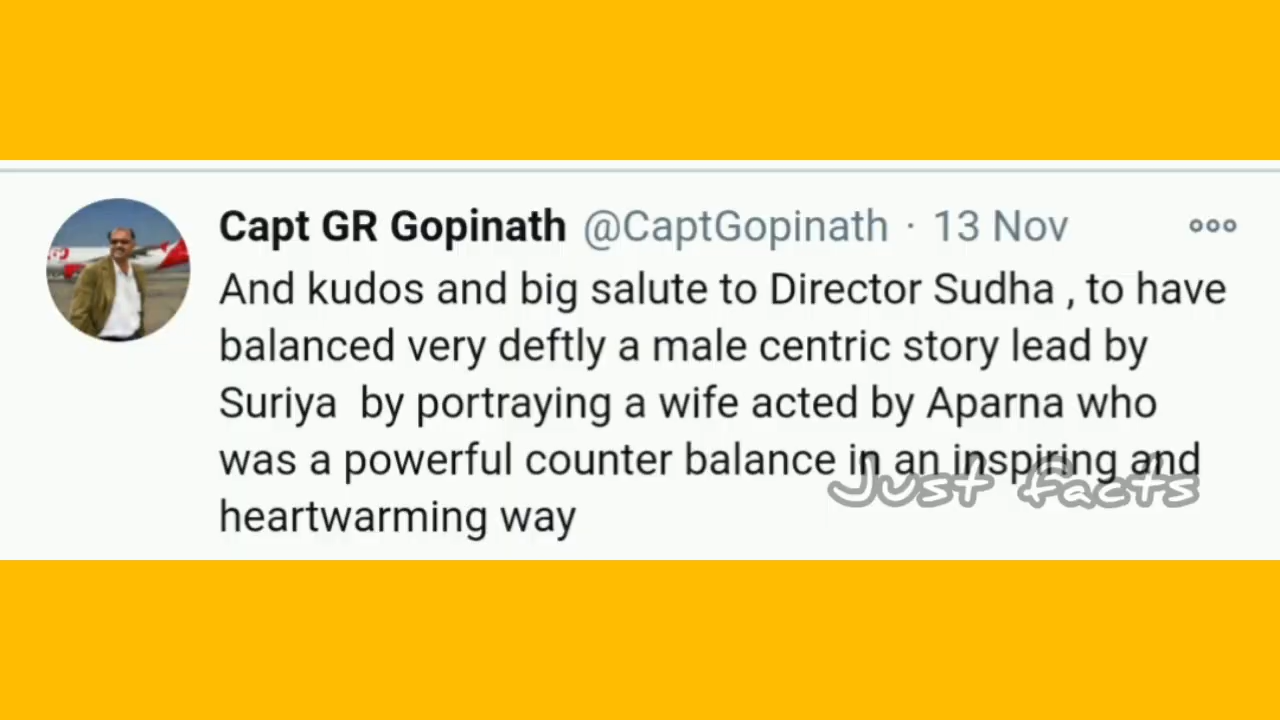 Capt GR Gopinath @CaptGopinath · 13 Nov
And kudos and big salute to Director Sudha , to have
balanced very deftly a male centric story lead by
Suriya  by portraying a wife acted by Aparna who
was a powerful counter balance in an inspiring and
heartwarming way
Just facts